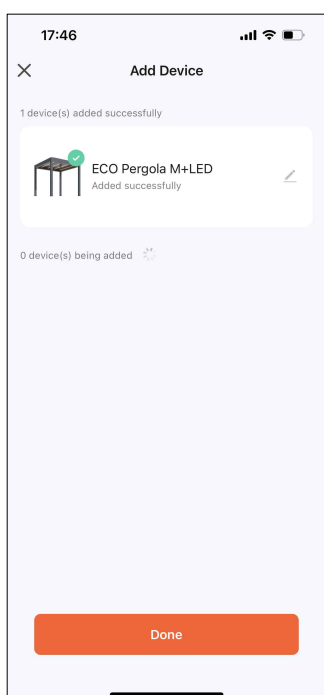 17:46
Add Device
1 device(s) added successfully
ECO Pergola M+LED
Added successfully
0 device(s) being added
Done